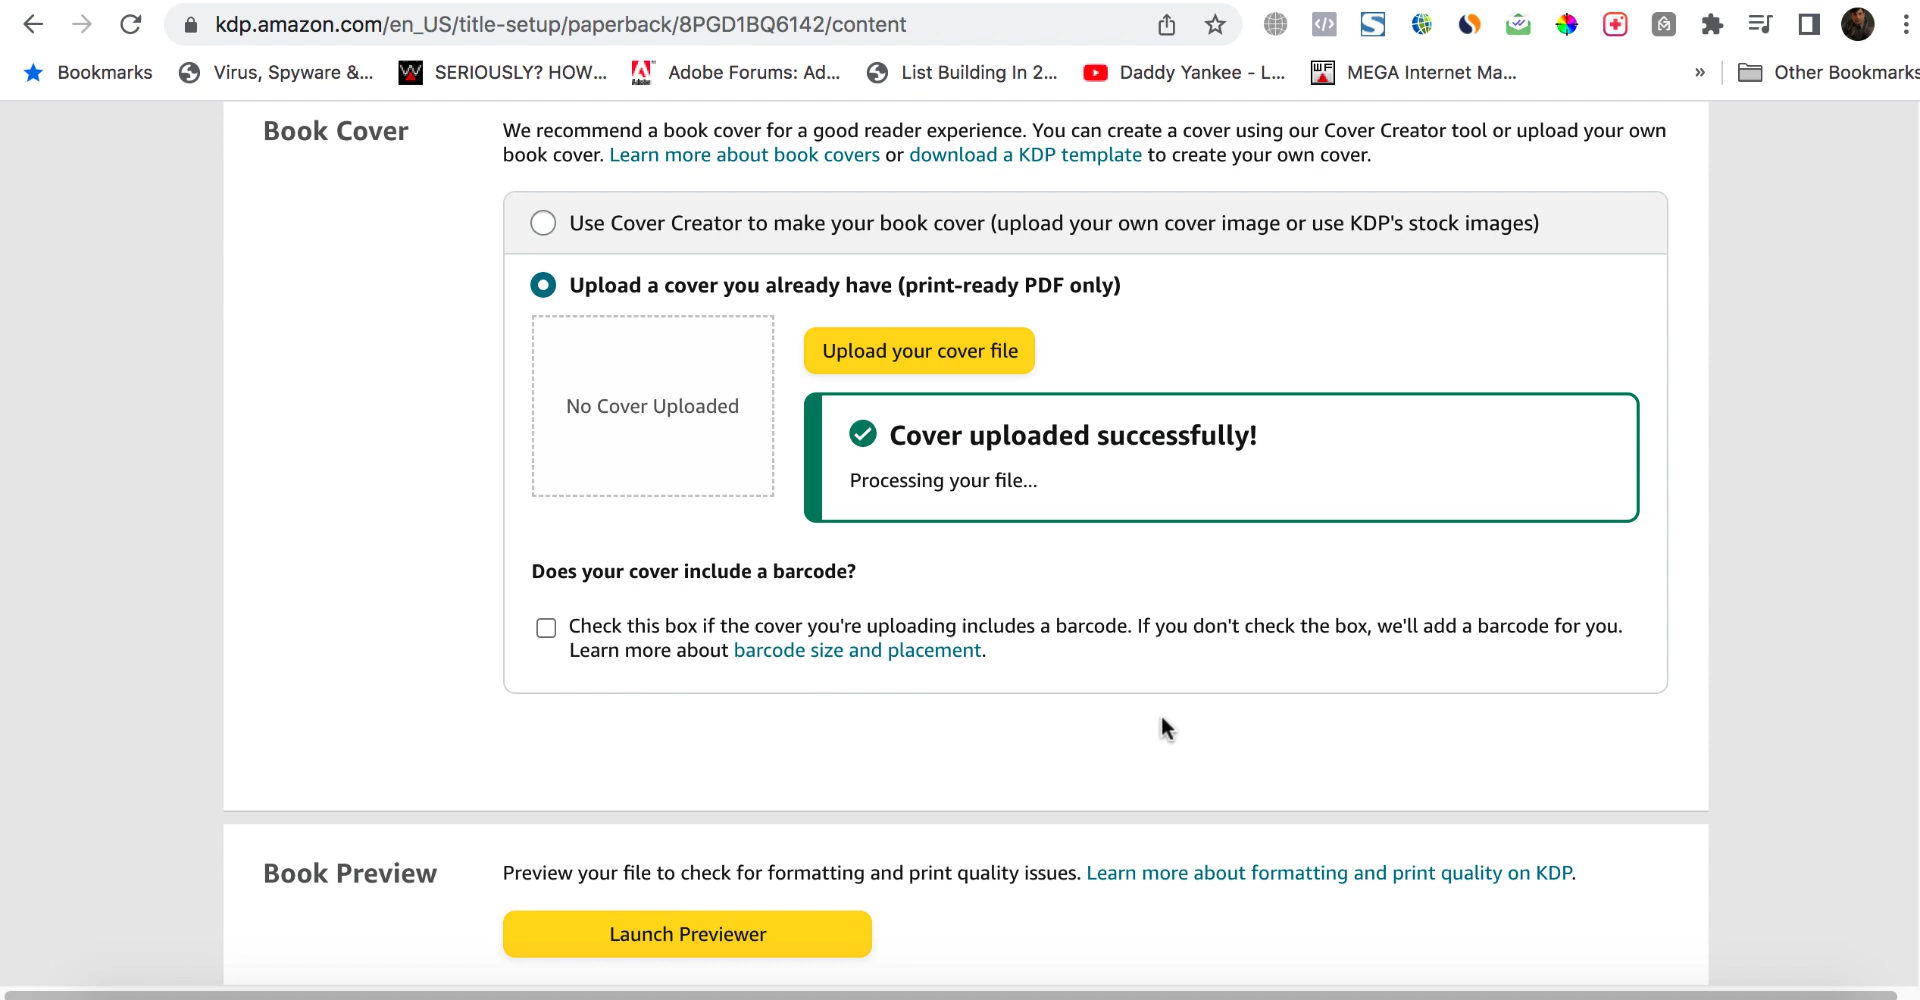 kdp.amazon.com/en_US/title-setup/paperback/8PGD1BQ6142/content
Bookmarks Virus, Spyware &... SERIOUSLY? HOW... Adobe Forums: Ad... List Building In 2... Daddy Yankee - L... MEGA Internet Ma... » Other Bookmarks
Book Cover
We recommend a book cover for a good reader experience. You can create a cover using our Cover Creator tool or upload your own
book cover. Learn more about book covers or download a KDP template to create your own cover.
Use Cover Creator to make your book cover (upload your own cover image or use KDP's stock images)
Upload a cover you already have (print-ready PDF only)
Upload your cover file
No Cover Uploaded
Cover uploaded successfully!
Processing your file...
Does your cover include a barcode?
Check this box if the cover you're uploading includes a barcode. If you don't check the box, we'll add a barcode for you.
Learn more about barcode size and placement.
Book Preview
Preview your file to check for formatting and print quality issues. Learn more about formatting and print quality on KDP.
Launch Previewer